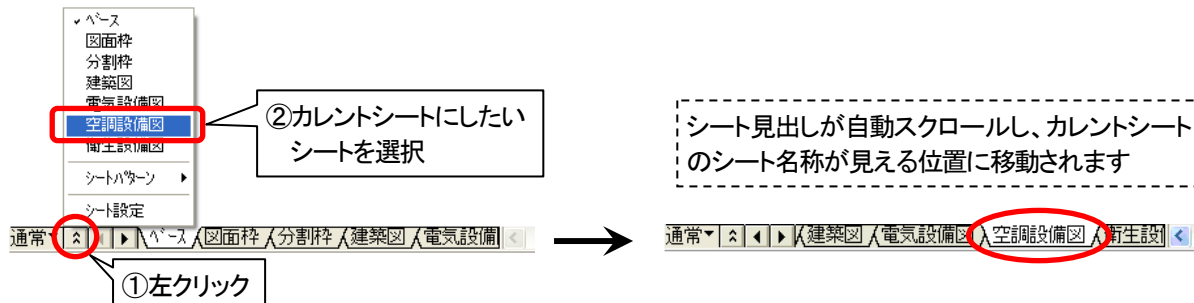 ✓ベース
図面枠
分割枠
建築図
電気設備図
空調設備図
衛生設備図
シートパターン
シート設定
②カレントシートにしたい
シートを選択
通常 ベース 図面枠 分割枠 建築図 電気設備
①左クリック
シート見出しが自動スクロールし、カレントシート
のシート名称が見える位置に移動されます
通常 建築図 電気設備図 空調設備図 衛生設